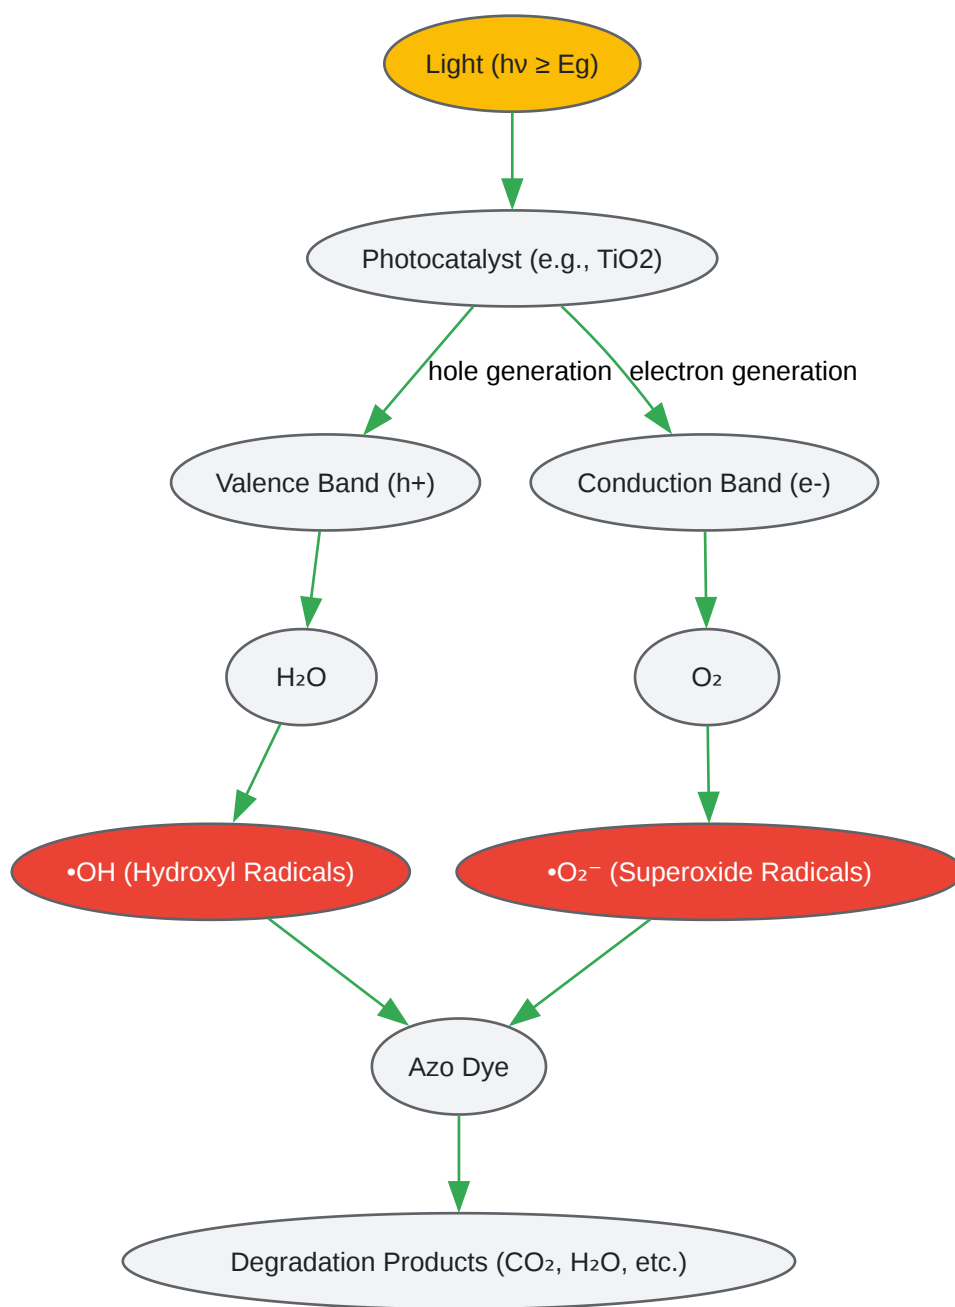 Light (hν ≥ Eg)
Photocatalyst (e.g., TiO2)
hole generation
electron generation
Valence Band (h+)
Conduction Band (e-)
H₂O
O₂
•OH (Hydroxyl Radicals)
•O₂⁻ (Superoxide Radicals)
Azo Dye
Degradation Products (CO₂, H₂O, etc.)